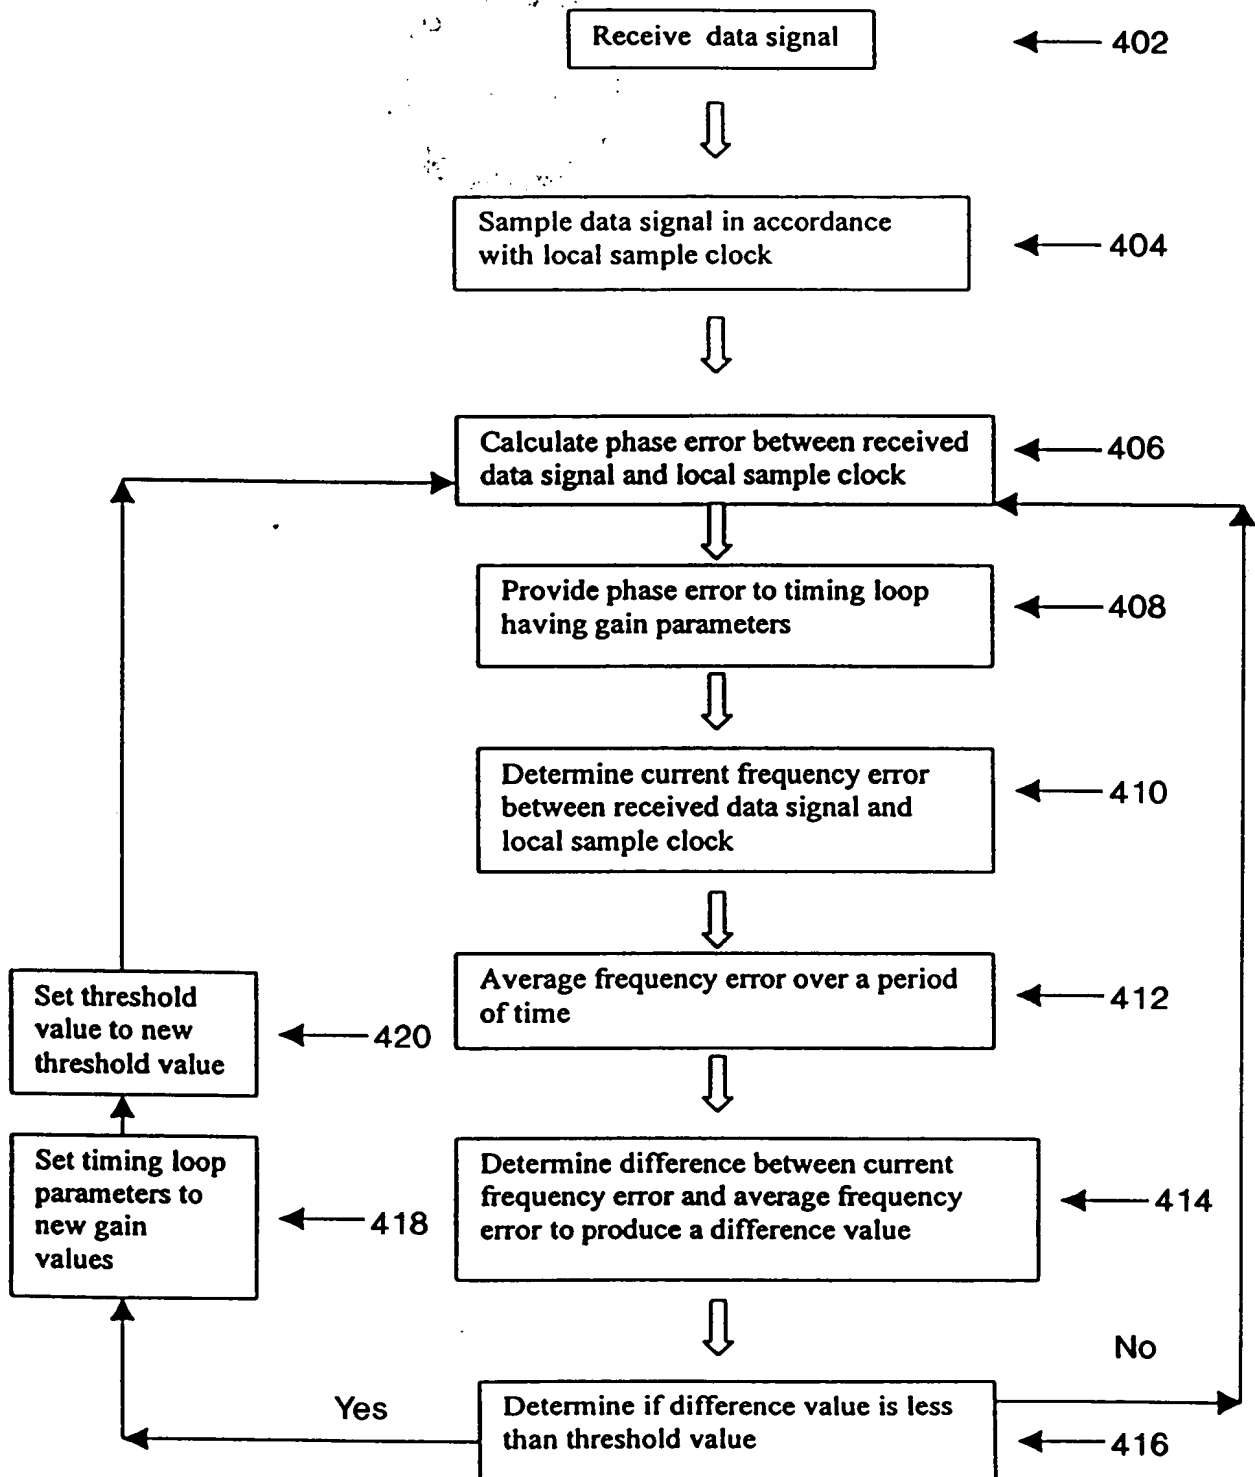 Receive data signal
402
Sample data signal in accordance
with local sample clock
404
Calculate phase error between received
data signal and local sample clock
406
Provide phase error to timing loop
having gain parameters
408
Determine current frequency error
between received data signal and
local sample clock
410
Average frequency error over a period
of time
412
Set threshold
value to new
threshold value
420
Determine difference between current
frequency error and average frequency
error to produce a difference value
414
Set timing loop
parameters to
new gain
values
418
No
Yes
Determine if difference value is less
than threshold value
416